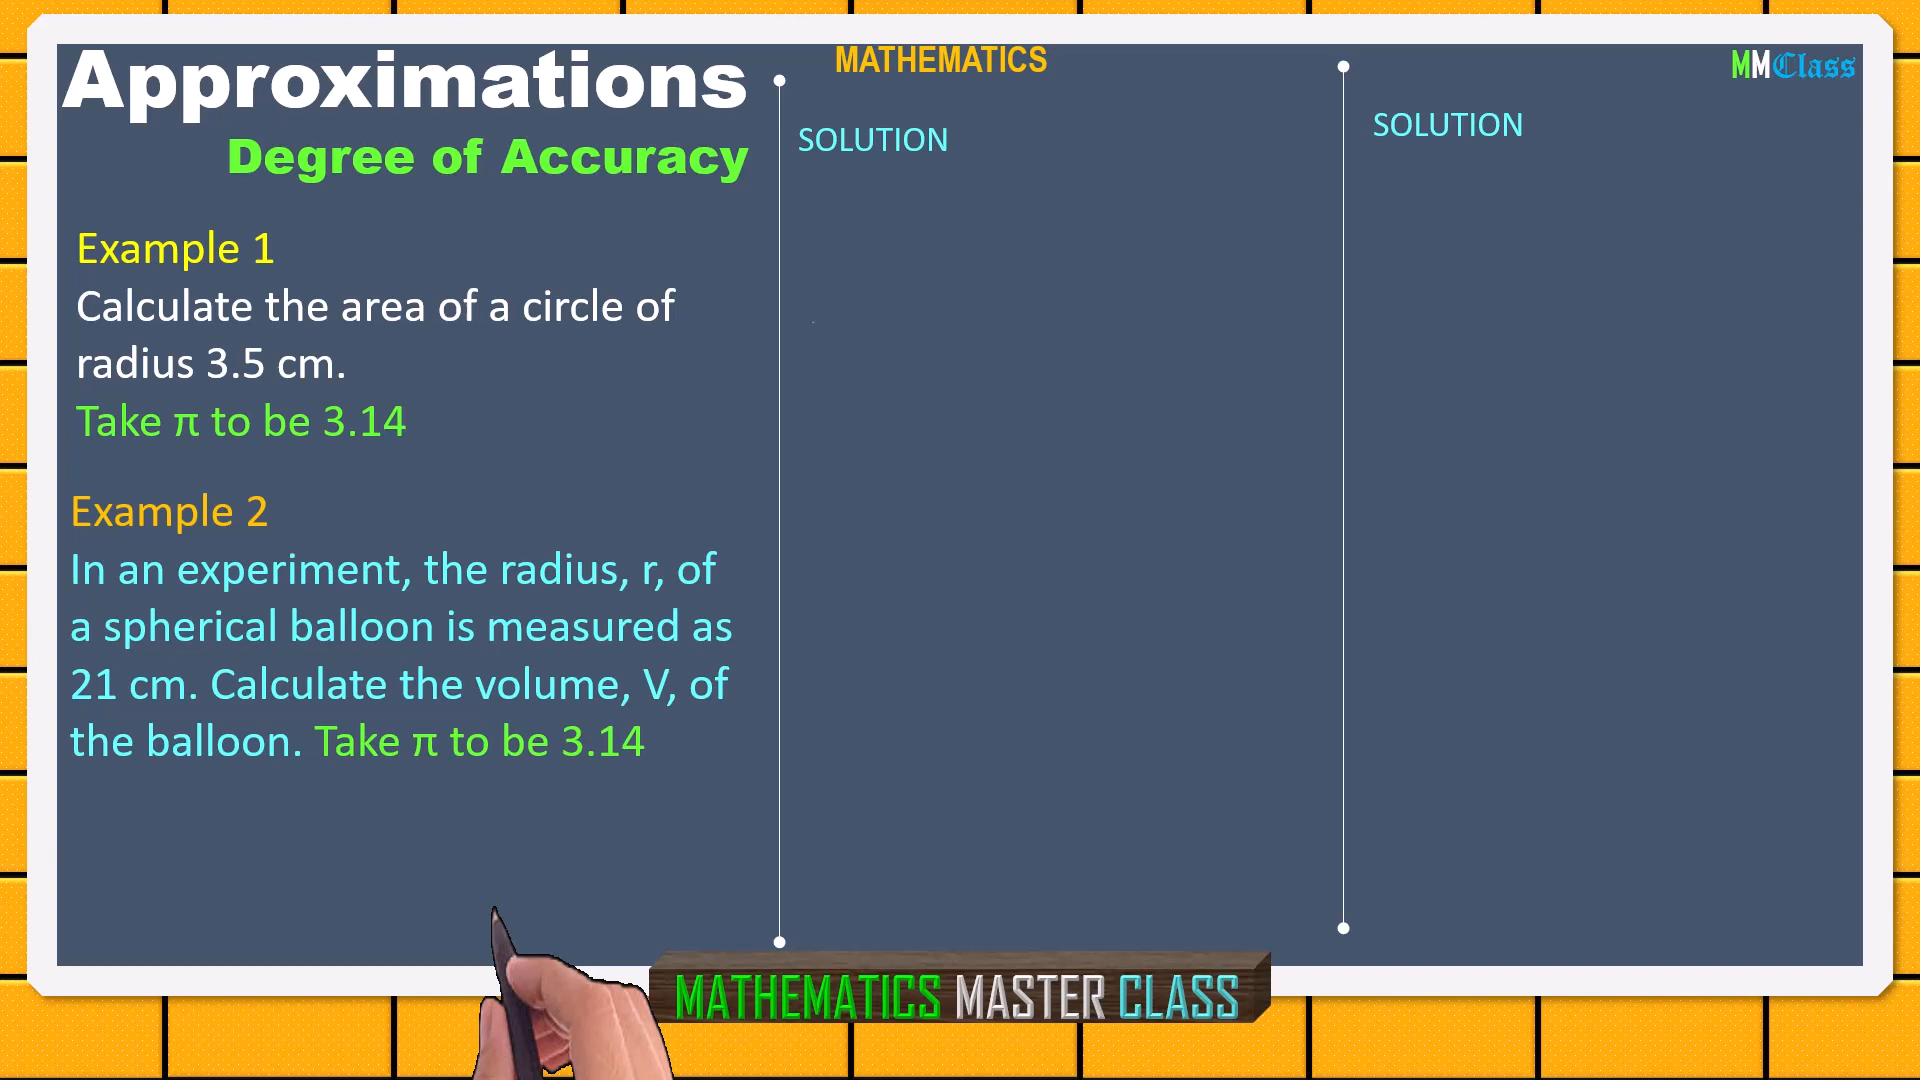 Approximations
Degree of Accuracy
Example 1
Calculate the area of a circle of
radius 3.5 cm.
Take π to be 3.14
Example 2
In an experiment, the radius, r, of
a spherical balloon is measured as
21 cm. Calculate the volume, V, of
the balloon. Take π to be 3.14
MATHEMATICS
SOLUTION
SOLUTION
MMClass
MATHEMATICS MASTER CLASS